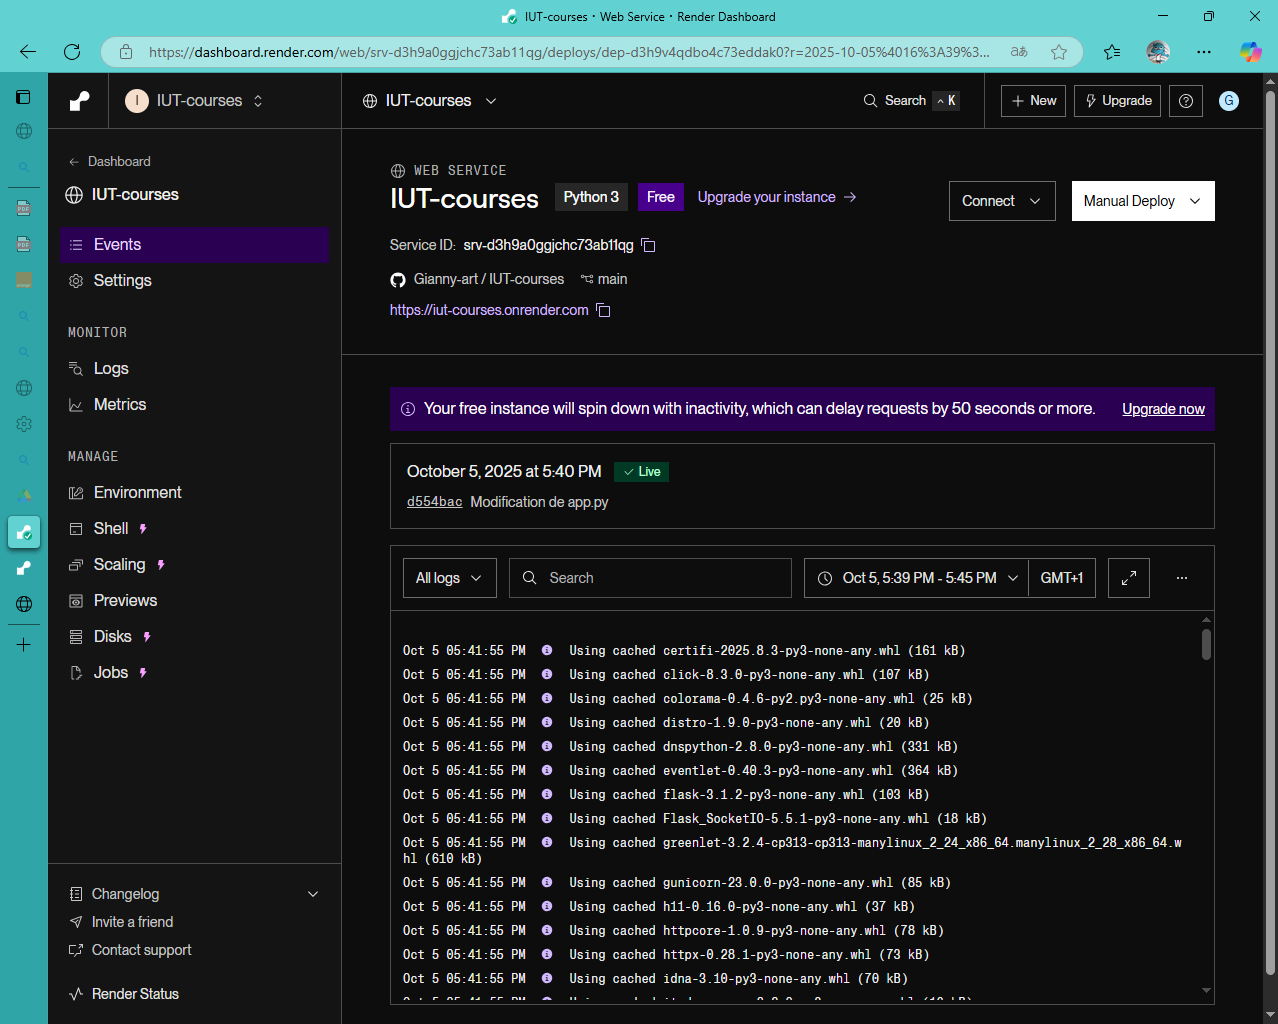 IUT-courses · Web Service · Render Dashboard
https://dashboard.render.com/web/srv-d3h9a0ggjchc73ab11qg/deploys/dep-d3h9v4qdbo4c73eddak0?r=2025-10-05%4016%3A39%3...
I IUT-courses
IUT-courses
Search ^ K
+ New
Upgrade
G
← Dashboard
IUT-courses
Events
Settings
MONITOR
Logs
Metrics
MANAGE
Environment
Shell
Scaling
Previews
Disks
Jobs
Changelog
Invite a friend
Contact support
Render Status
WEB SERVICE
IUT-courses Python 3 Free Upgrade your instance →
Connect
Manual Deploy
Service ID: srv-d3h9a0ggjchc73ab11qg
Gianny-art / IUT-courses main
https://iut-courses.onrender.com
Your free instance will spin down with inactivity, which can delay requests by 50 seconds or more. Upgrade now
October 5, 2025 at 5:40 PM ✓ Live
d554bac Modification de app.py
All logs
Search
Oct 5, 5:39 PM - 5:45 PM
GMT+1
Oct 5 05:41:55 PM Using cached certifi-2025.8.3-py3-none-any.whl (161 kB)
Oct 5 05:41:55 PM Using cached click-8.3.0-py3-none-any.whl (107 kB)
Oct 5 05:41:55 PM Using cached colorama-0.4.6-py2.py3-none-any.whl (25 kB)
Oct 5 05:41:55 PM Using cached distro-1.9.0-py3-none-any.whl (20 kB)
Oct 5 05:41:55 PM Using cached dnspython-2.8.0-py3-none-any.whl (331 kB)
Oct 5 05:41:55 PM Using cached eventlet-0.40.3-py3-none-any.whl (364 kB)
Oct 5 05:41:55 PM Using cached flask-3.1.2-py3-none-any.whl (103 kB)
Oct 5 05:41:55 PM Using cached Flask_SocketIO-5.5.1-py3-none-any.whl (18 kB)
Oct 5 05:41:55 PM Using cached greenlet-3.2.4-cp313-cp313-manylinux_2_24_x86_64.manylinux_2_28_x86_64.w
hl (610 kB)
Oct 5 05:41:55 PM Using cached gunicorn-23.0.0-py3-none-any.whl (85 kB)
Oct 5 05:41:55 PM Using cached h11-0.16.0-py3-none-any.whl (37 kB)
Oct 5 05:41:55 PM Using cached httpcore-1.0.9-py3-none-any.whl (78 kB)
Oct 5 05:41:55 PM Using cached httpx-0.28.1-py3-none-any.whl (73 kB)
Oct 5 05:41:55 PM Using cached idna-3.10-py3-none-any.whl (70 kB)